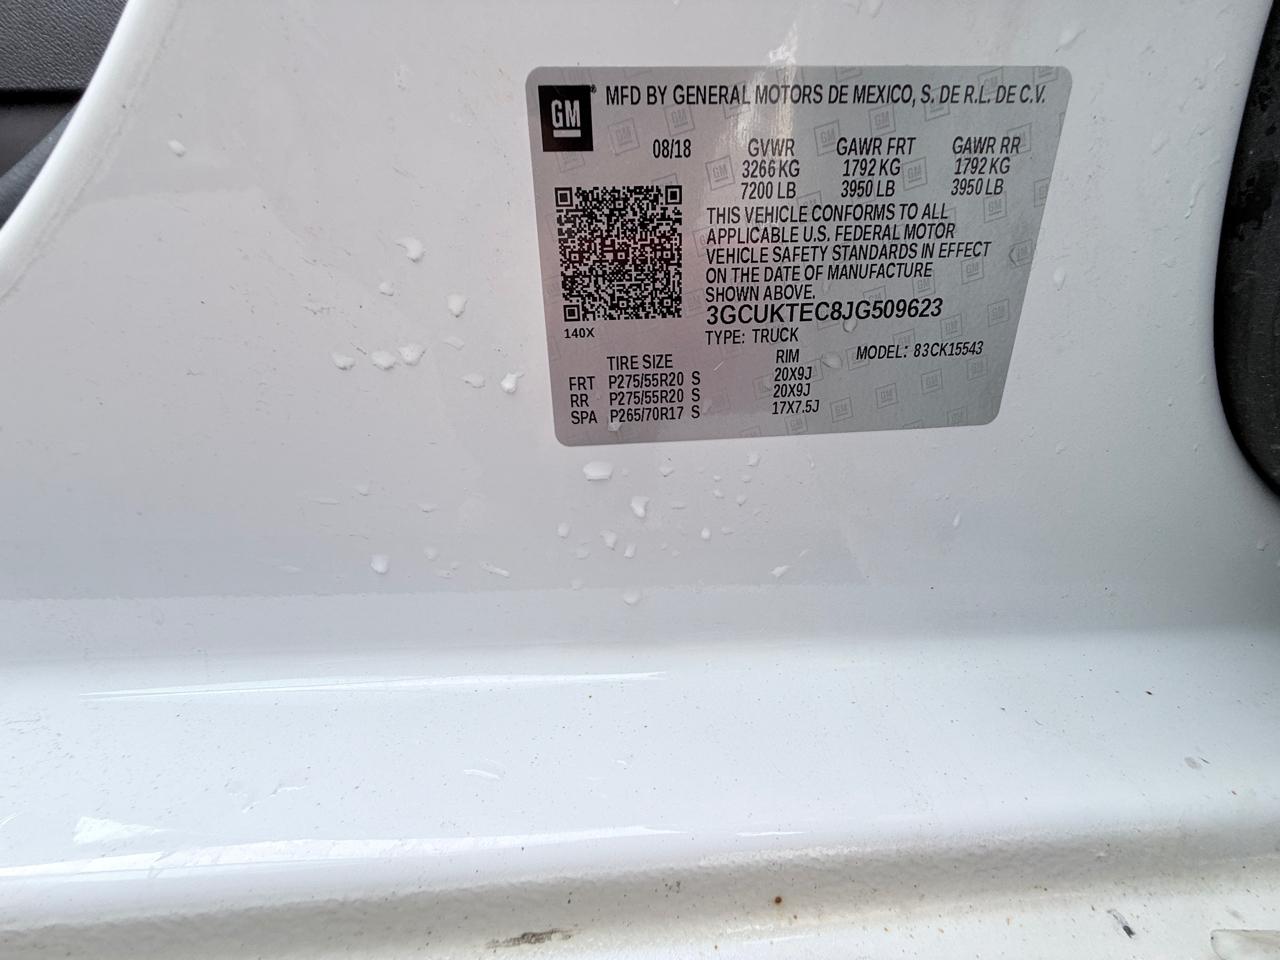 GM® MFD BY GENERAL MOTORS DE MEXICO, S. DE R.L. DE C.V.
08/18 GVWR GAWR FRT GAWR RR
3266 KG 1792 KG 1792 KG
7200 LB 3950 LB 3950 LB
THIS VEHICLE CONFORMS TO ALL
APPLICABLE U.S. FEDERAL MOTOR
VEHICLE SAFETY STANDARDS IN EFFECT
ON THE DATE OF MANUFACTURE
SHOWN ABOVE.
3GCUKTEC8JG509623
140X
TYPE: TRUCK
MODEL: 83CK15543
TIRE SIZE RIM
FRT P275/55R20 S 20X9J
RR P275/55R20 S 20X9J
SPA P265/70R17 S 17X7.5J